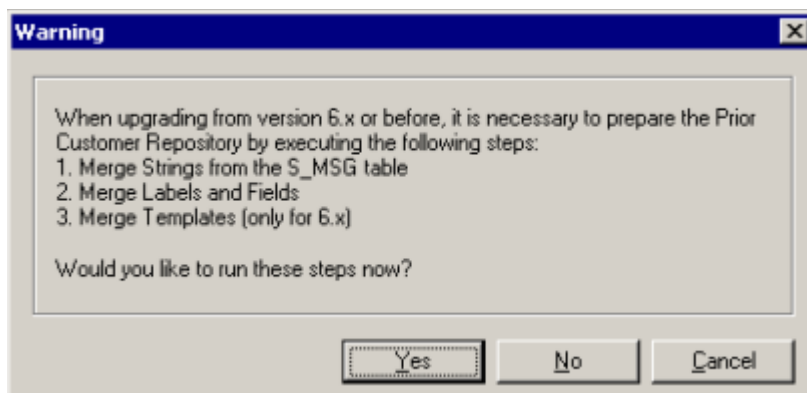 Warning
When upgrading from version 6.x or before, it is necessary to prepare the Prior
Customer Repository by executing the following steps:
1. Merge Strings from the S_MSG table
2. Merge Labels and Fields
3. Merge Templates (only for 6.x)
Would you like to run these steps now?
Yes No Cancel